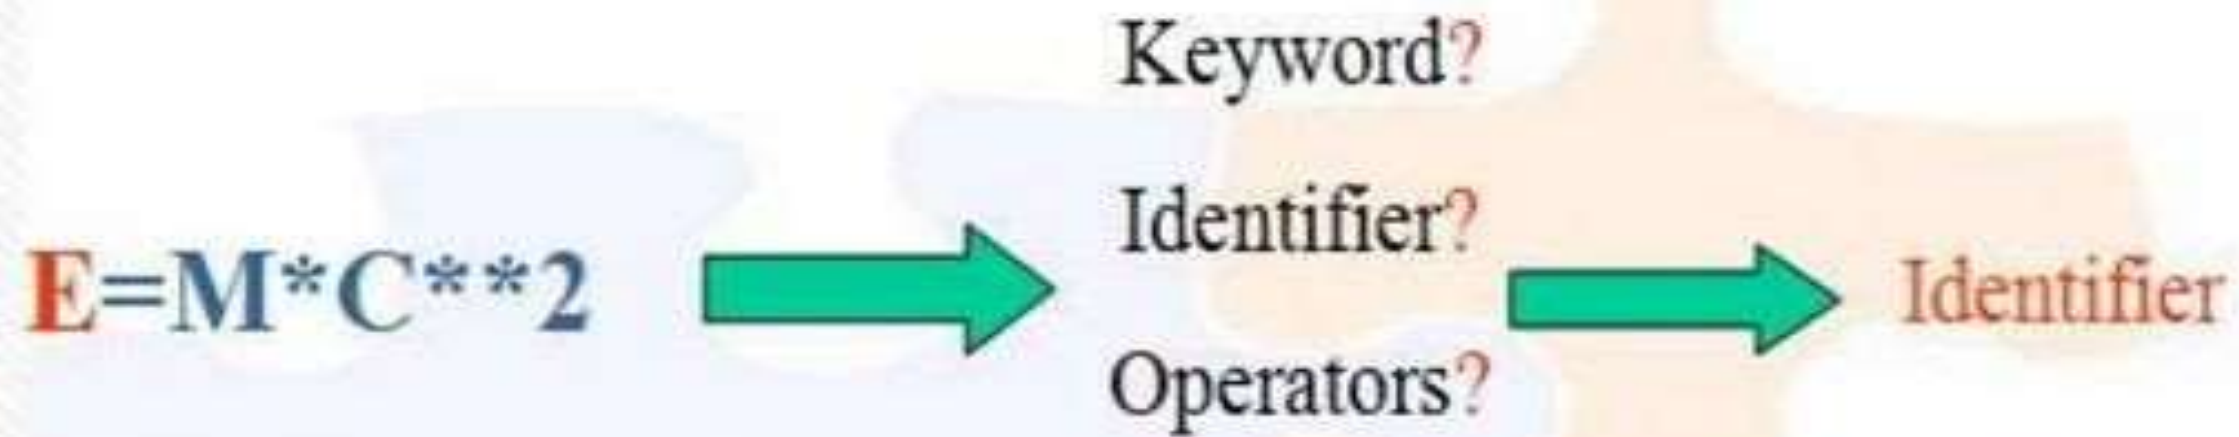 Keyword?
Identifier?
E=M*C**2
Identifier
Operators?